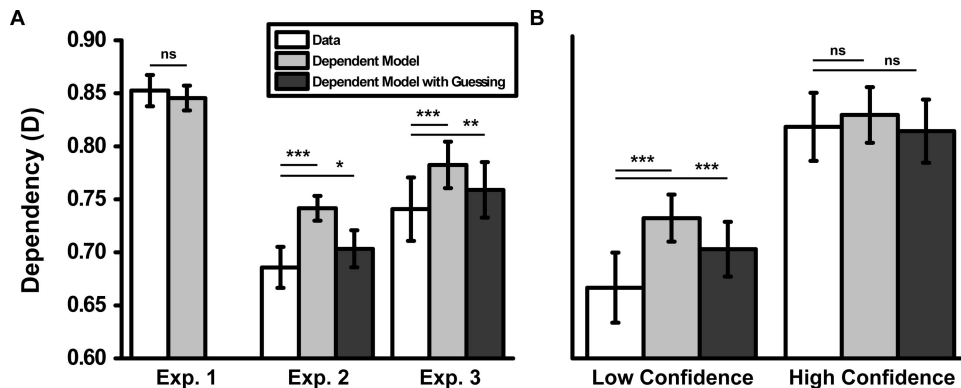 A
B
0.90
0.85
0.80
0.75
0.70
0.65
0.60
Dependency (D)
Data
Dependent Model
Dependent Model with Guessing
ns
***
*
***
**
***
***
ns
ns
Exp. 1
Exp. 2
Exp. 3
Low Confidence
High Confidence